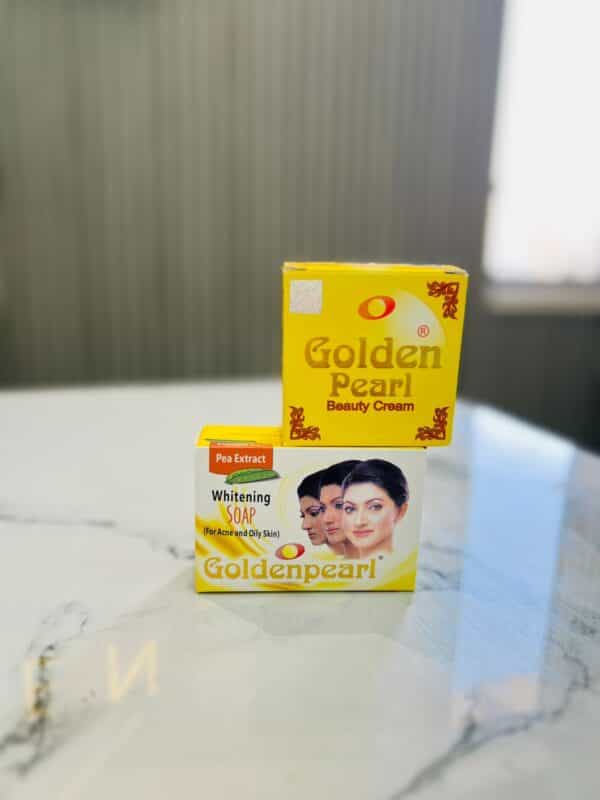 Golden
®
Pearl
Beauty Cream
Pea Extract
Whitening
SOAP
(For Acne and Oily Skin)
Goldenpearl